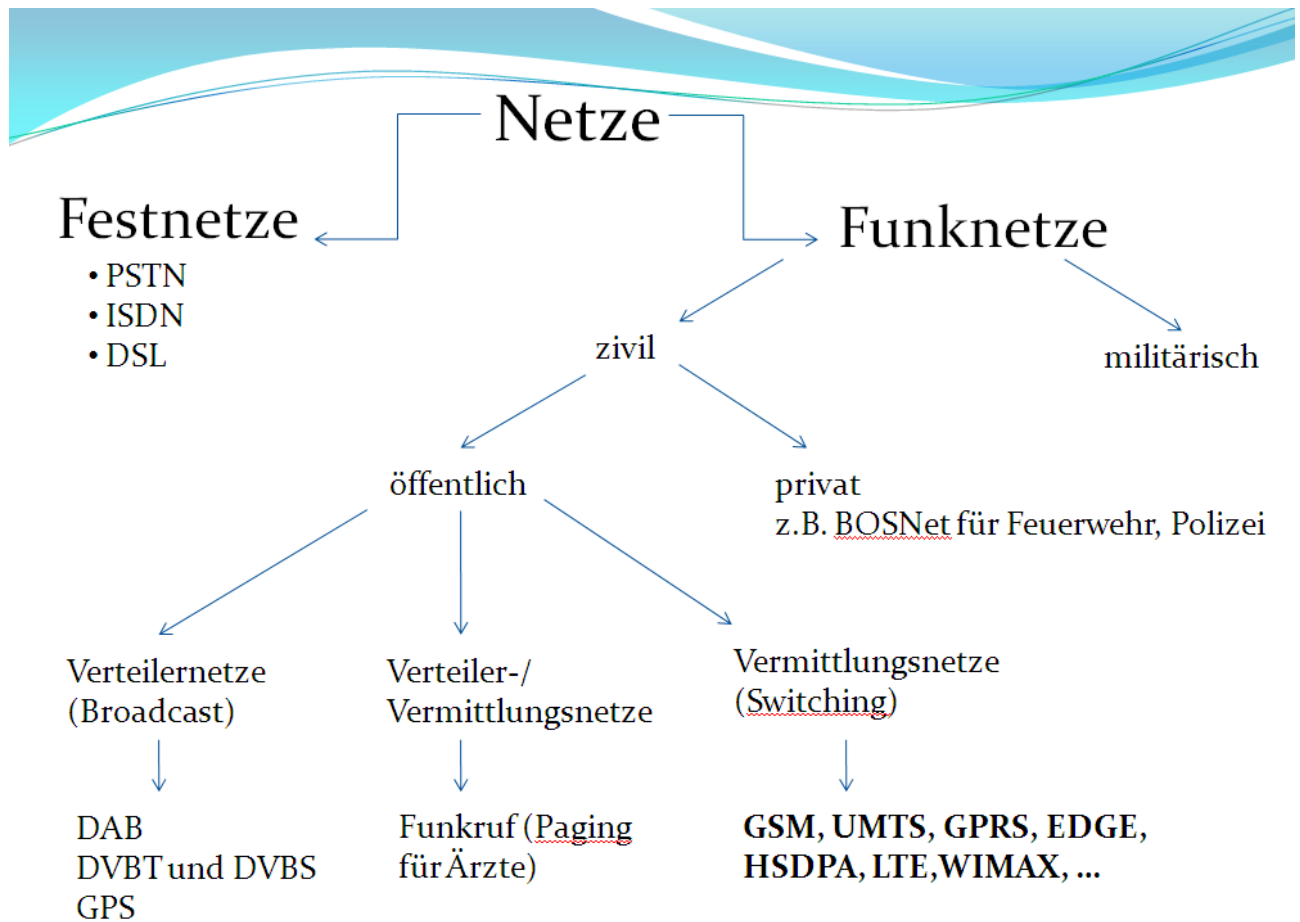 Netze
Festnetze
• PSTN
• ISDN
• DSL
Funknetze
zivil
militärisch
öffentlich
privat
z.B. BOSNet für Feuerwehr, Polizei
Verteilernetze
(Broadcast)
Verteiler-/
Vermittlungsnetze
Vermittlungsnetze
(Switching)
DAB
DVBT und DVBS
GPS
Funkruf (Paging
für Ärzte)
GSM, UMTS, GPRS, EDGE,
HSDPA, LTE,WIMAX, ...